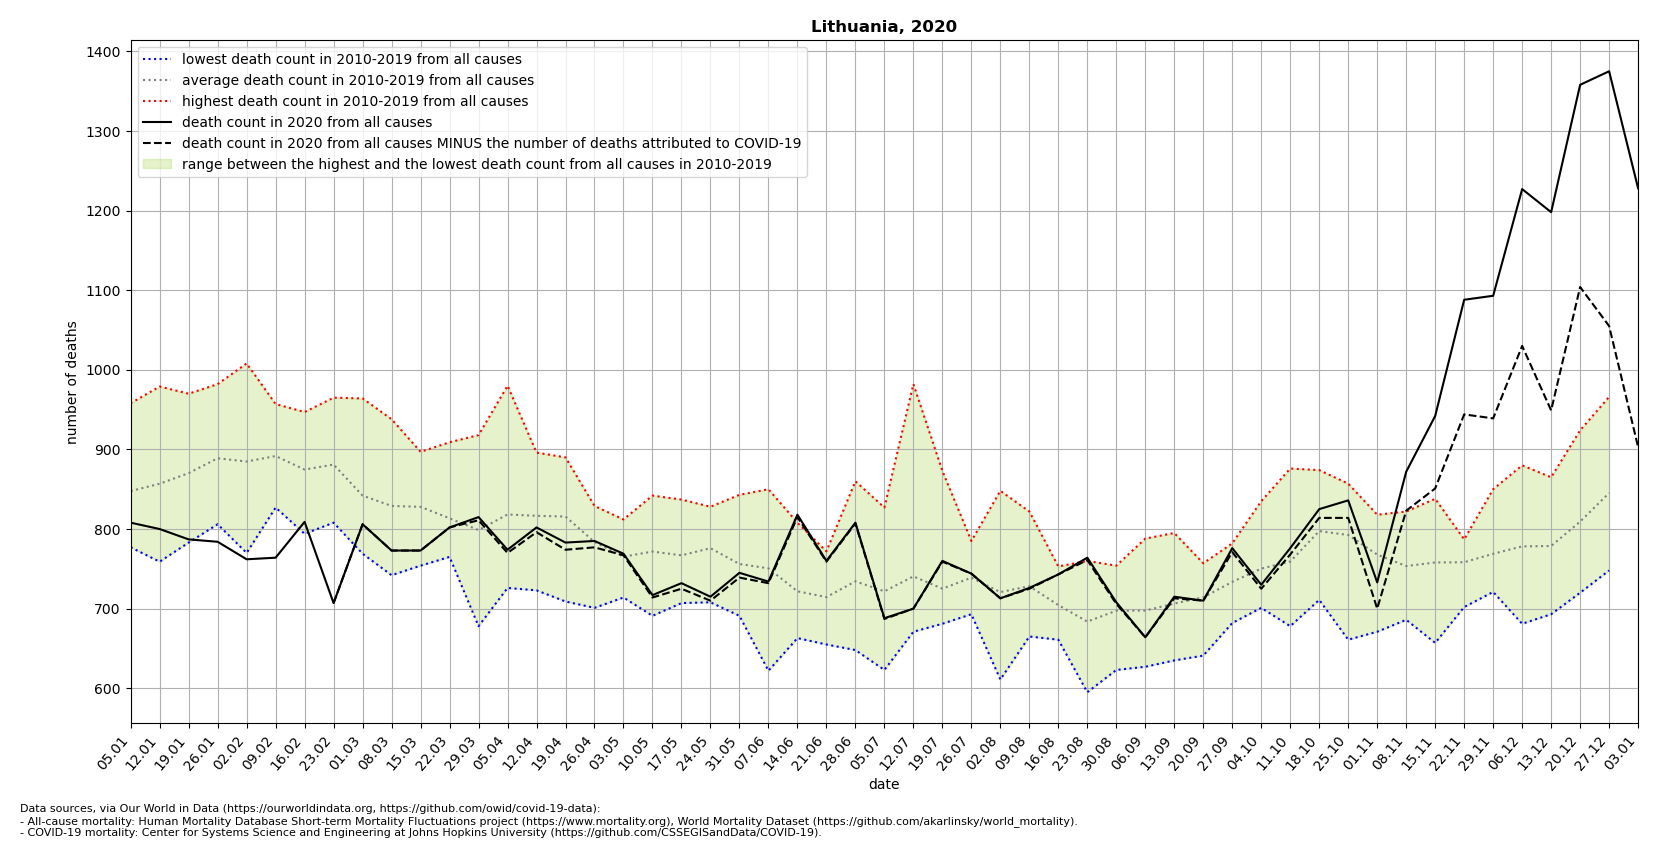 Lithuania, 2020
1400
1300
1200
1100
1000
900
800
700
600
number of deaths
lowest death count in 2010-2019 from all causes
average death count in 2010-2019 from all causes
highest death count in 2010-2019 from all causes
death count in 2020 from all causes
death count in 2020 from all causes MINUS the number of deaths attributed to COVID-19
range between the highest and the lowest death count from all causes in 2010-2019
05.01 12.01 19.01 26.01 02.02 09.02 16.02 23.02 01.03 08.03 15.03 22.03 29.03 05.04 12.04 19.04 26.04 03.05 10.05 17.05 24.05 31.05 07.06 14.06 21.06 28.06 05.07 12.07 19.07 26.07 02.08 09.08 16.08 23.08 30.08 06.09 13.09 20.09 27.09 04.10 11.10 18.10 25.10 01.11 08.11 15.11 22.11 29.11 06.12 13.12 20.12 27.12 03.01
date
Data sources, via Our World in Data (https://ourworldindata.org, https://github.com/owid/covid-19-data):
- All-cause mortality: Human Mortality Database Short-term Mortality Fluctuations project (https://www.mortality.org), World Mortality Dataset (https://github.com/akarlinsky/world_mortality).
- COVID-19 mortality: Center for Systems Science and Engineering at Johns Hopkins University (https://github.com/CSSEGISandData/COVID-19).